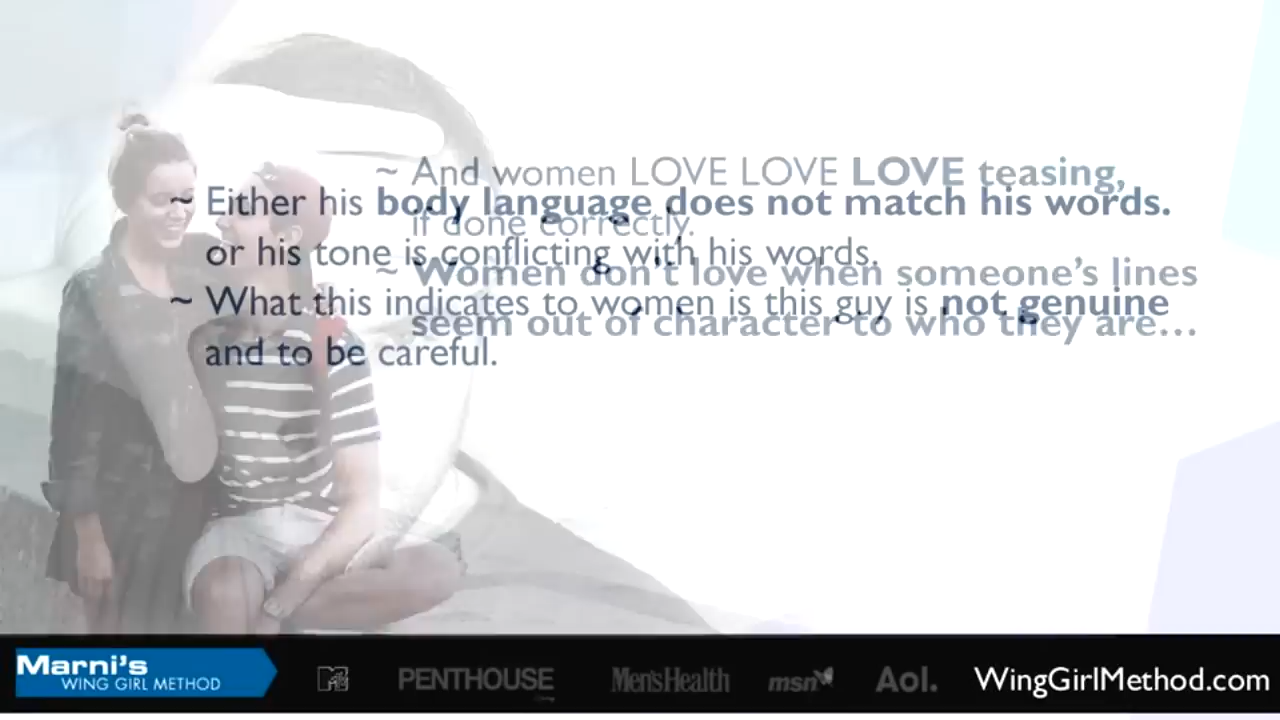 ~ And women LOVE LOVE LOVE teasing,
if done correctly.
~ Women don't love when someone's lines
seem out of character to who they are...
~ Either his body language does not match his words.
or his tone is conflicting with his words.
~ What this indicates to women is this guy is not genuine
and to be careful.
Marni's
WING GIRL METHOD
PENTHOUSE
Men'sHealth
msn
Aol.
WingGirlMethod.com